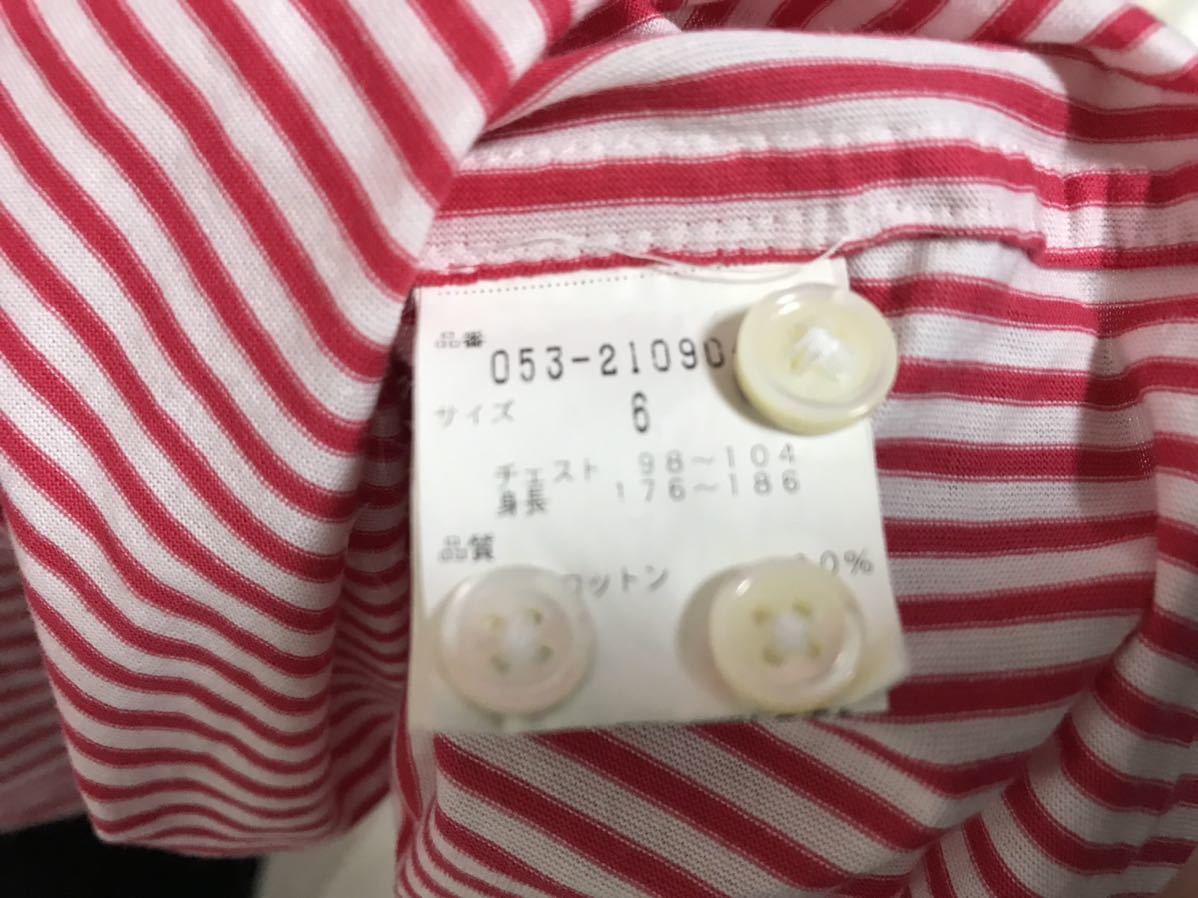 品番
053-21090
サイズ 6
チェスト 98~104
身長 176~186
品質
コットン 0%